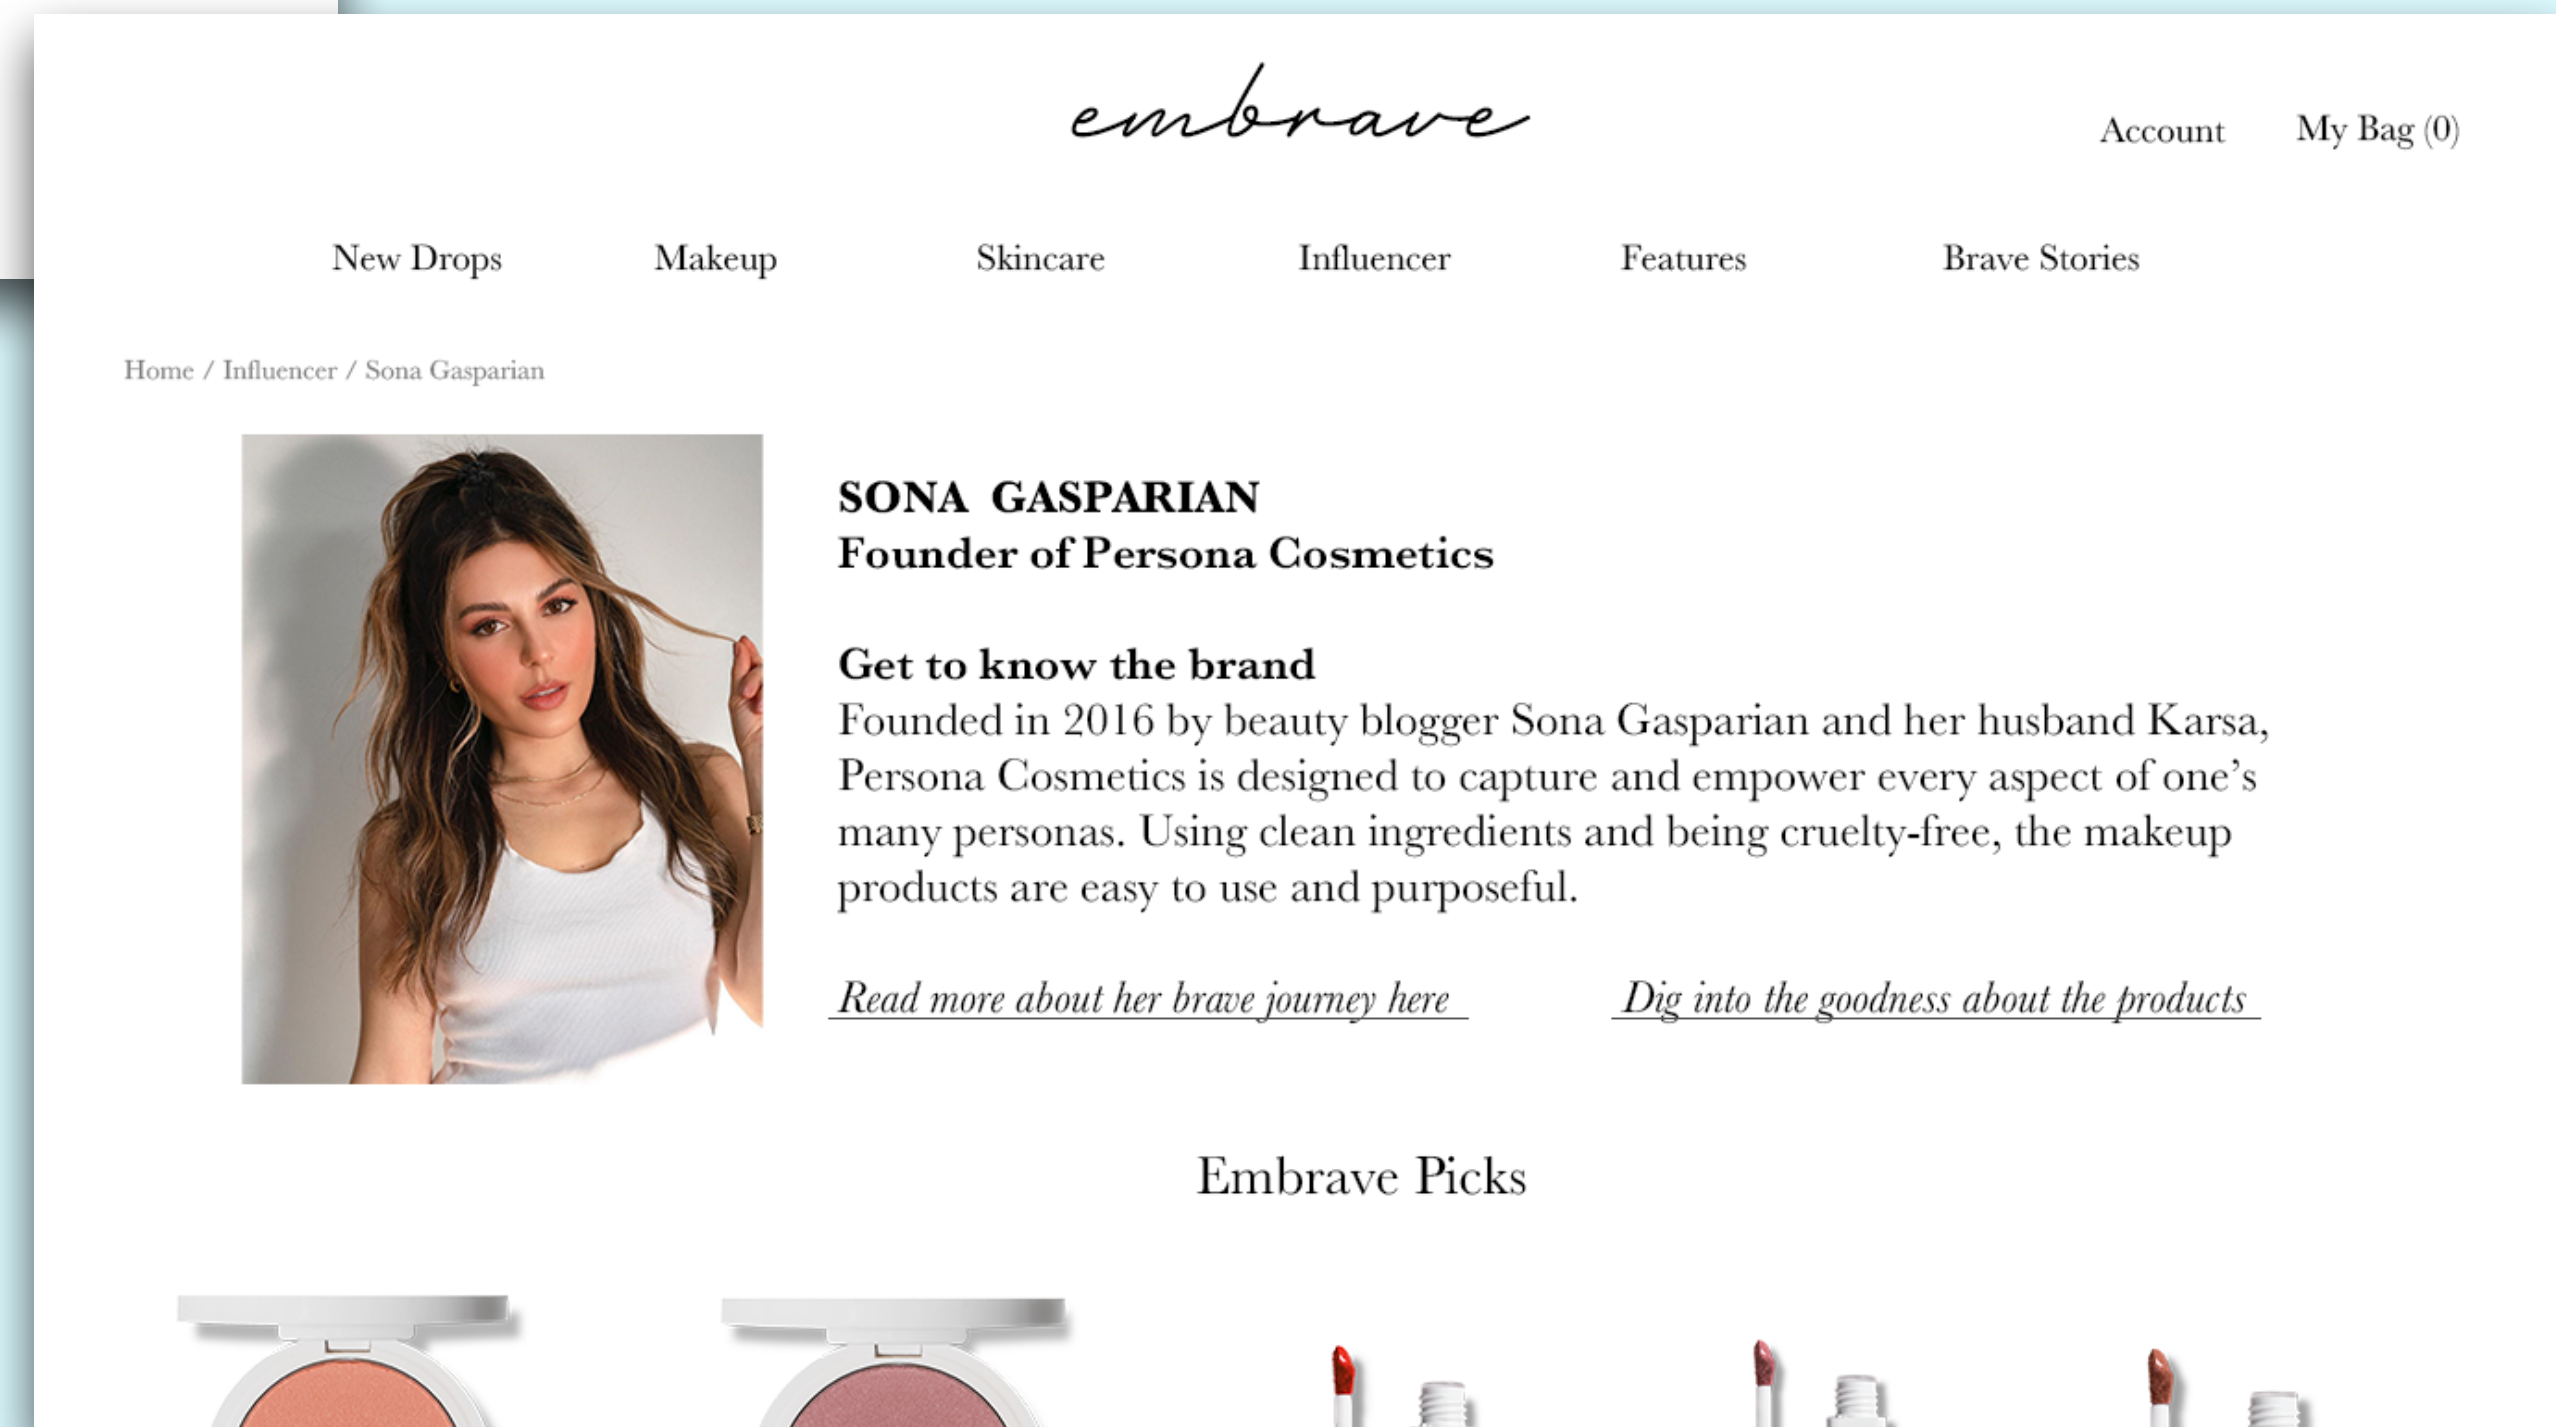 embrave
Account My Bag (0)
New Drops Makeup Skincare Influencer Features Brave Stories
Home / Influencer / Sona Gasparian
SONA GASPARIAN
Founder of Persona Cosmetics
Get to know the brand
Founded in 2016 by beauty blogger Sona Gasparian and her husband Karsa,
Persona Cosmetics is designed to capture and empower every aspect of one’s
many personas. Using clean ingredients and being cruelty-free, the makeup
products are easy to use and purposeful.
Read more about her brave journey here Dig into the goodness about the products
Embrave Picks